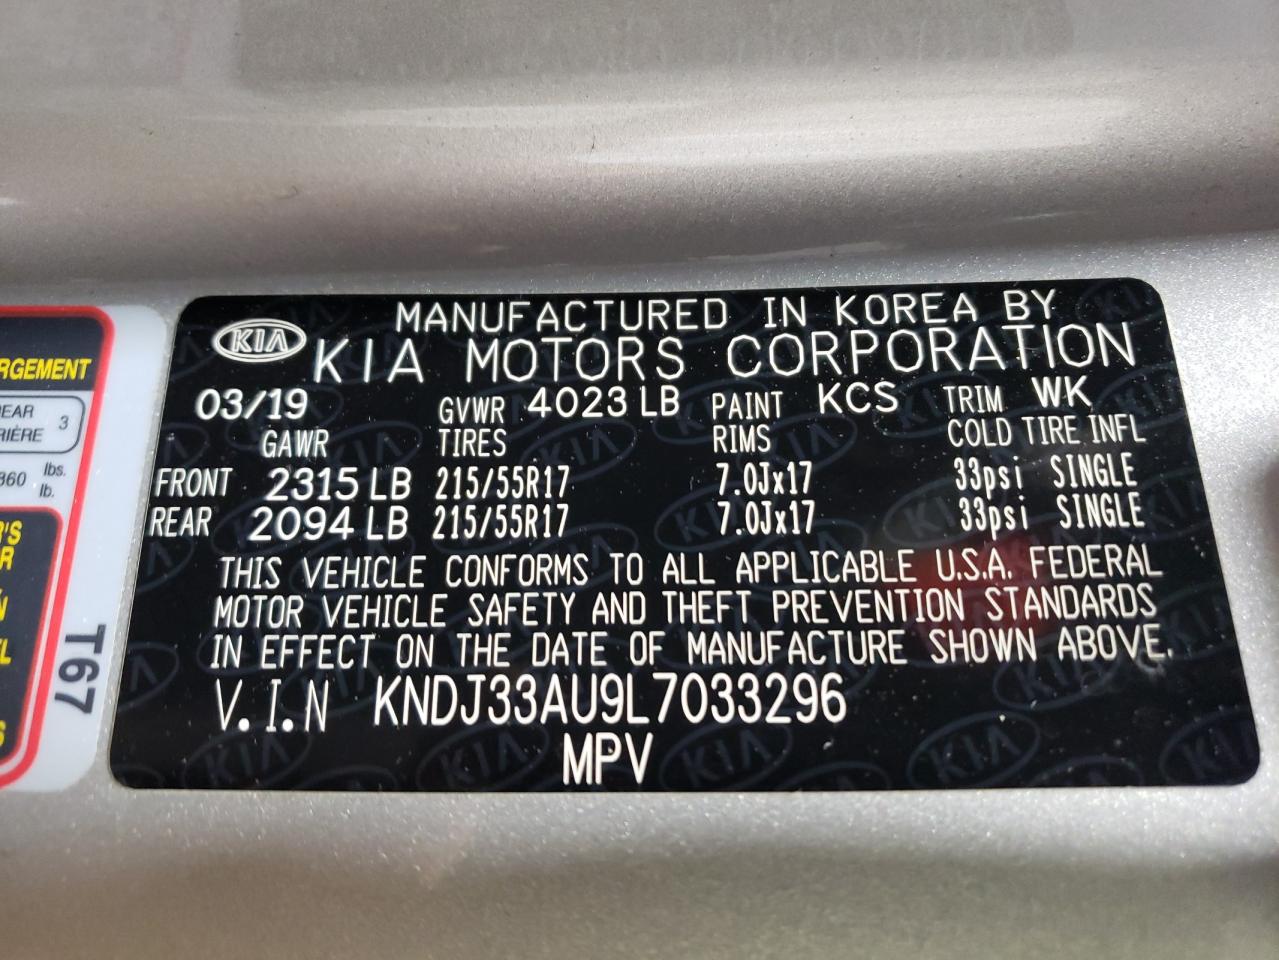 MANUFACTURED IN KOREA BY
KIA KIA MOTORS CORPORATION
03/19 GVWR 4023 LB PAINT KCS TRIM WK
GAWR TIRES RIMS COLD TIRE INFL
FRONT 2315 LB 215/55R17 7.0Jx17 33psi SINGLE
REAR 2094 LB 215/55R17 7.0Jx17 33psi SINGLE
THIS VEHICLE CONFORMS TO ALL APPLICABLE U.S.A. FEDERAL
MOTOR VEHICLE SAFETY AND THEFT PREVENTION STANDARDS
IN EFFECT ON THE DATE OF MANUFACTURE SHOWN ABOVE.
V.I.N KNDJ33AU9L7033296
MPV
RGEMENT
EAR 3
RIÈRE
360 lbs.
lb.
T67